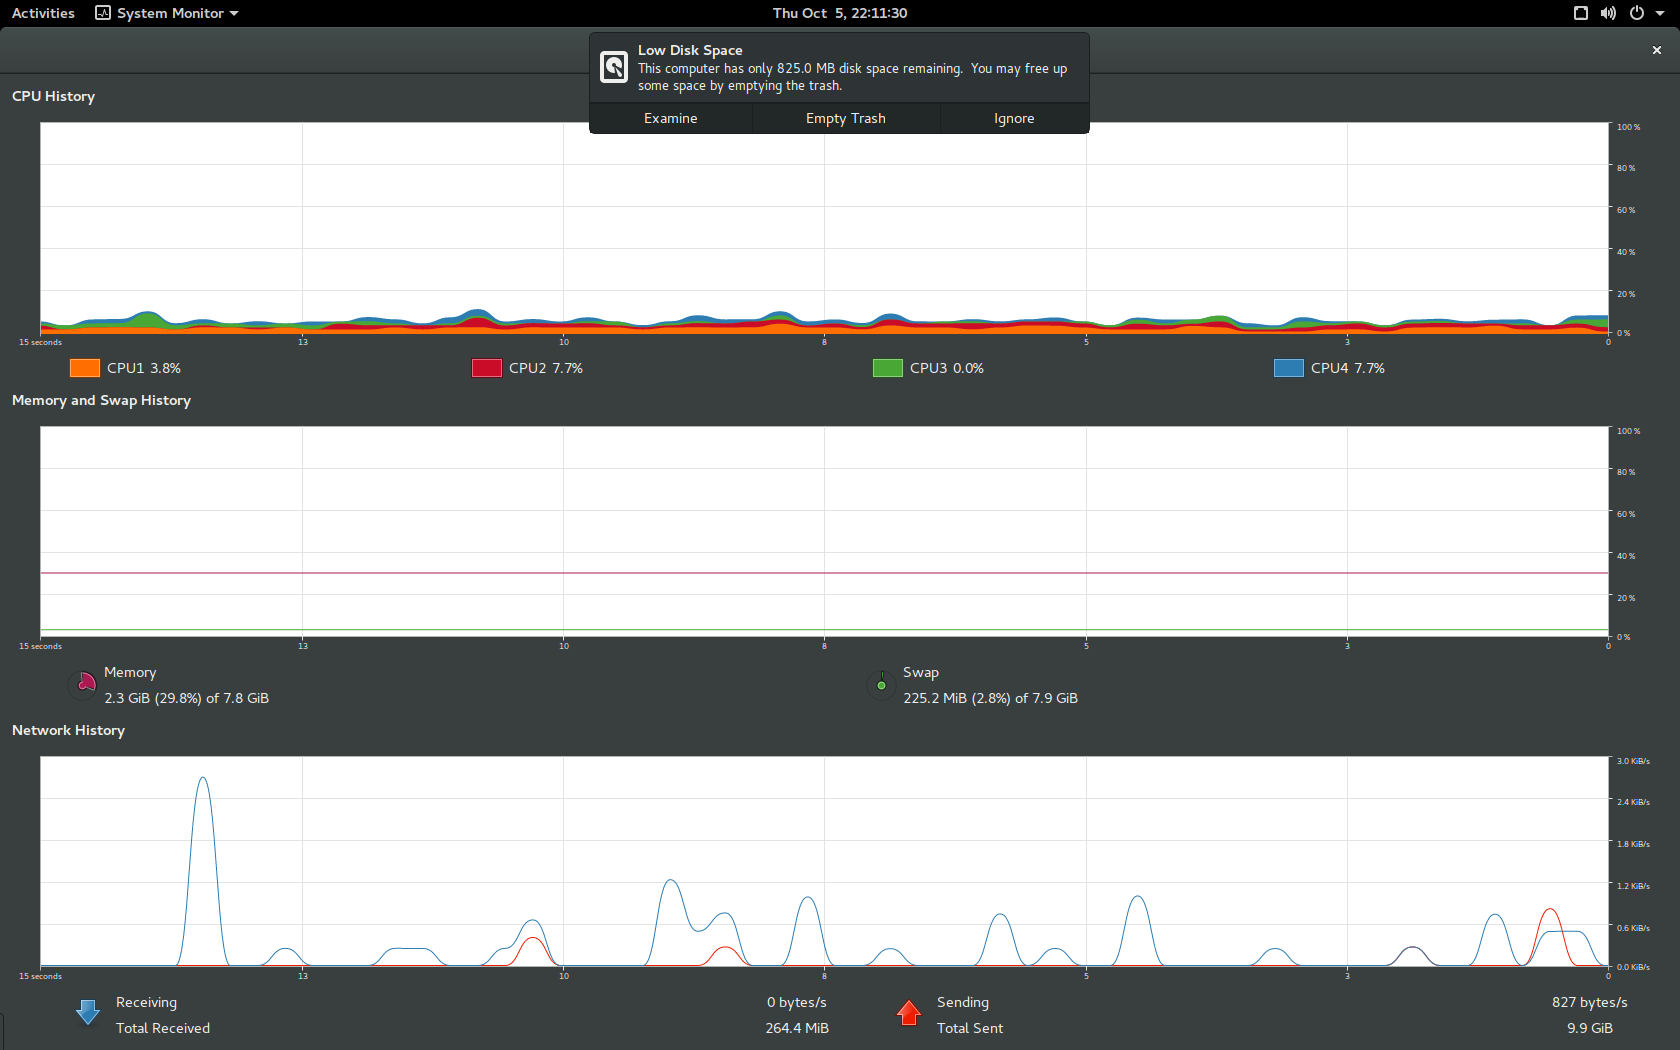 Activities
System Monitor
Thu Oct  5, 22:11:30
Low Disk Space
This computer has only 825.0 MB disk space remaining.  You may free up
some space by emptying the trash.
Examine
Empty Trash
Ignore
CPU History
100 %
80 %
60 %
40 %
20 %
0 %
15 seconds
13
10
8
5
3
0
CPU1 3.8%
CPU2 7.7%
CPU3 0.0%
CPU4 7.7%
Memory and Swap History
100 %
80 %
60 %
40 %
20 %
0 %
15 seconds
13
10
8
5
3
0
Memory
2.3 GiB (29.8%) of 7.8 GiB
Swap
225.2 MiB (2.8%) of 7.9 GiB
Network History
3.0 KiB/s
2.4 KiB/s
1.8 KiB/s
1.2 KiB/s
0.6 KiB/s
0.0 KiB/s
15 seconds
13
10
8
5
3
0
Receiving
0 bytes/s
Total Received
264.4 MiB
Sending
827 bytes/s
Total Sent
9.9 GiB